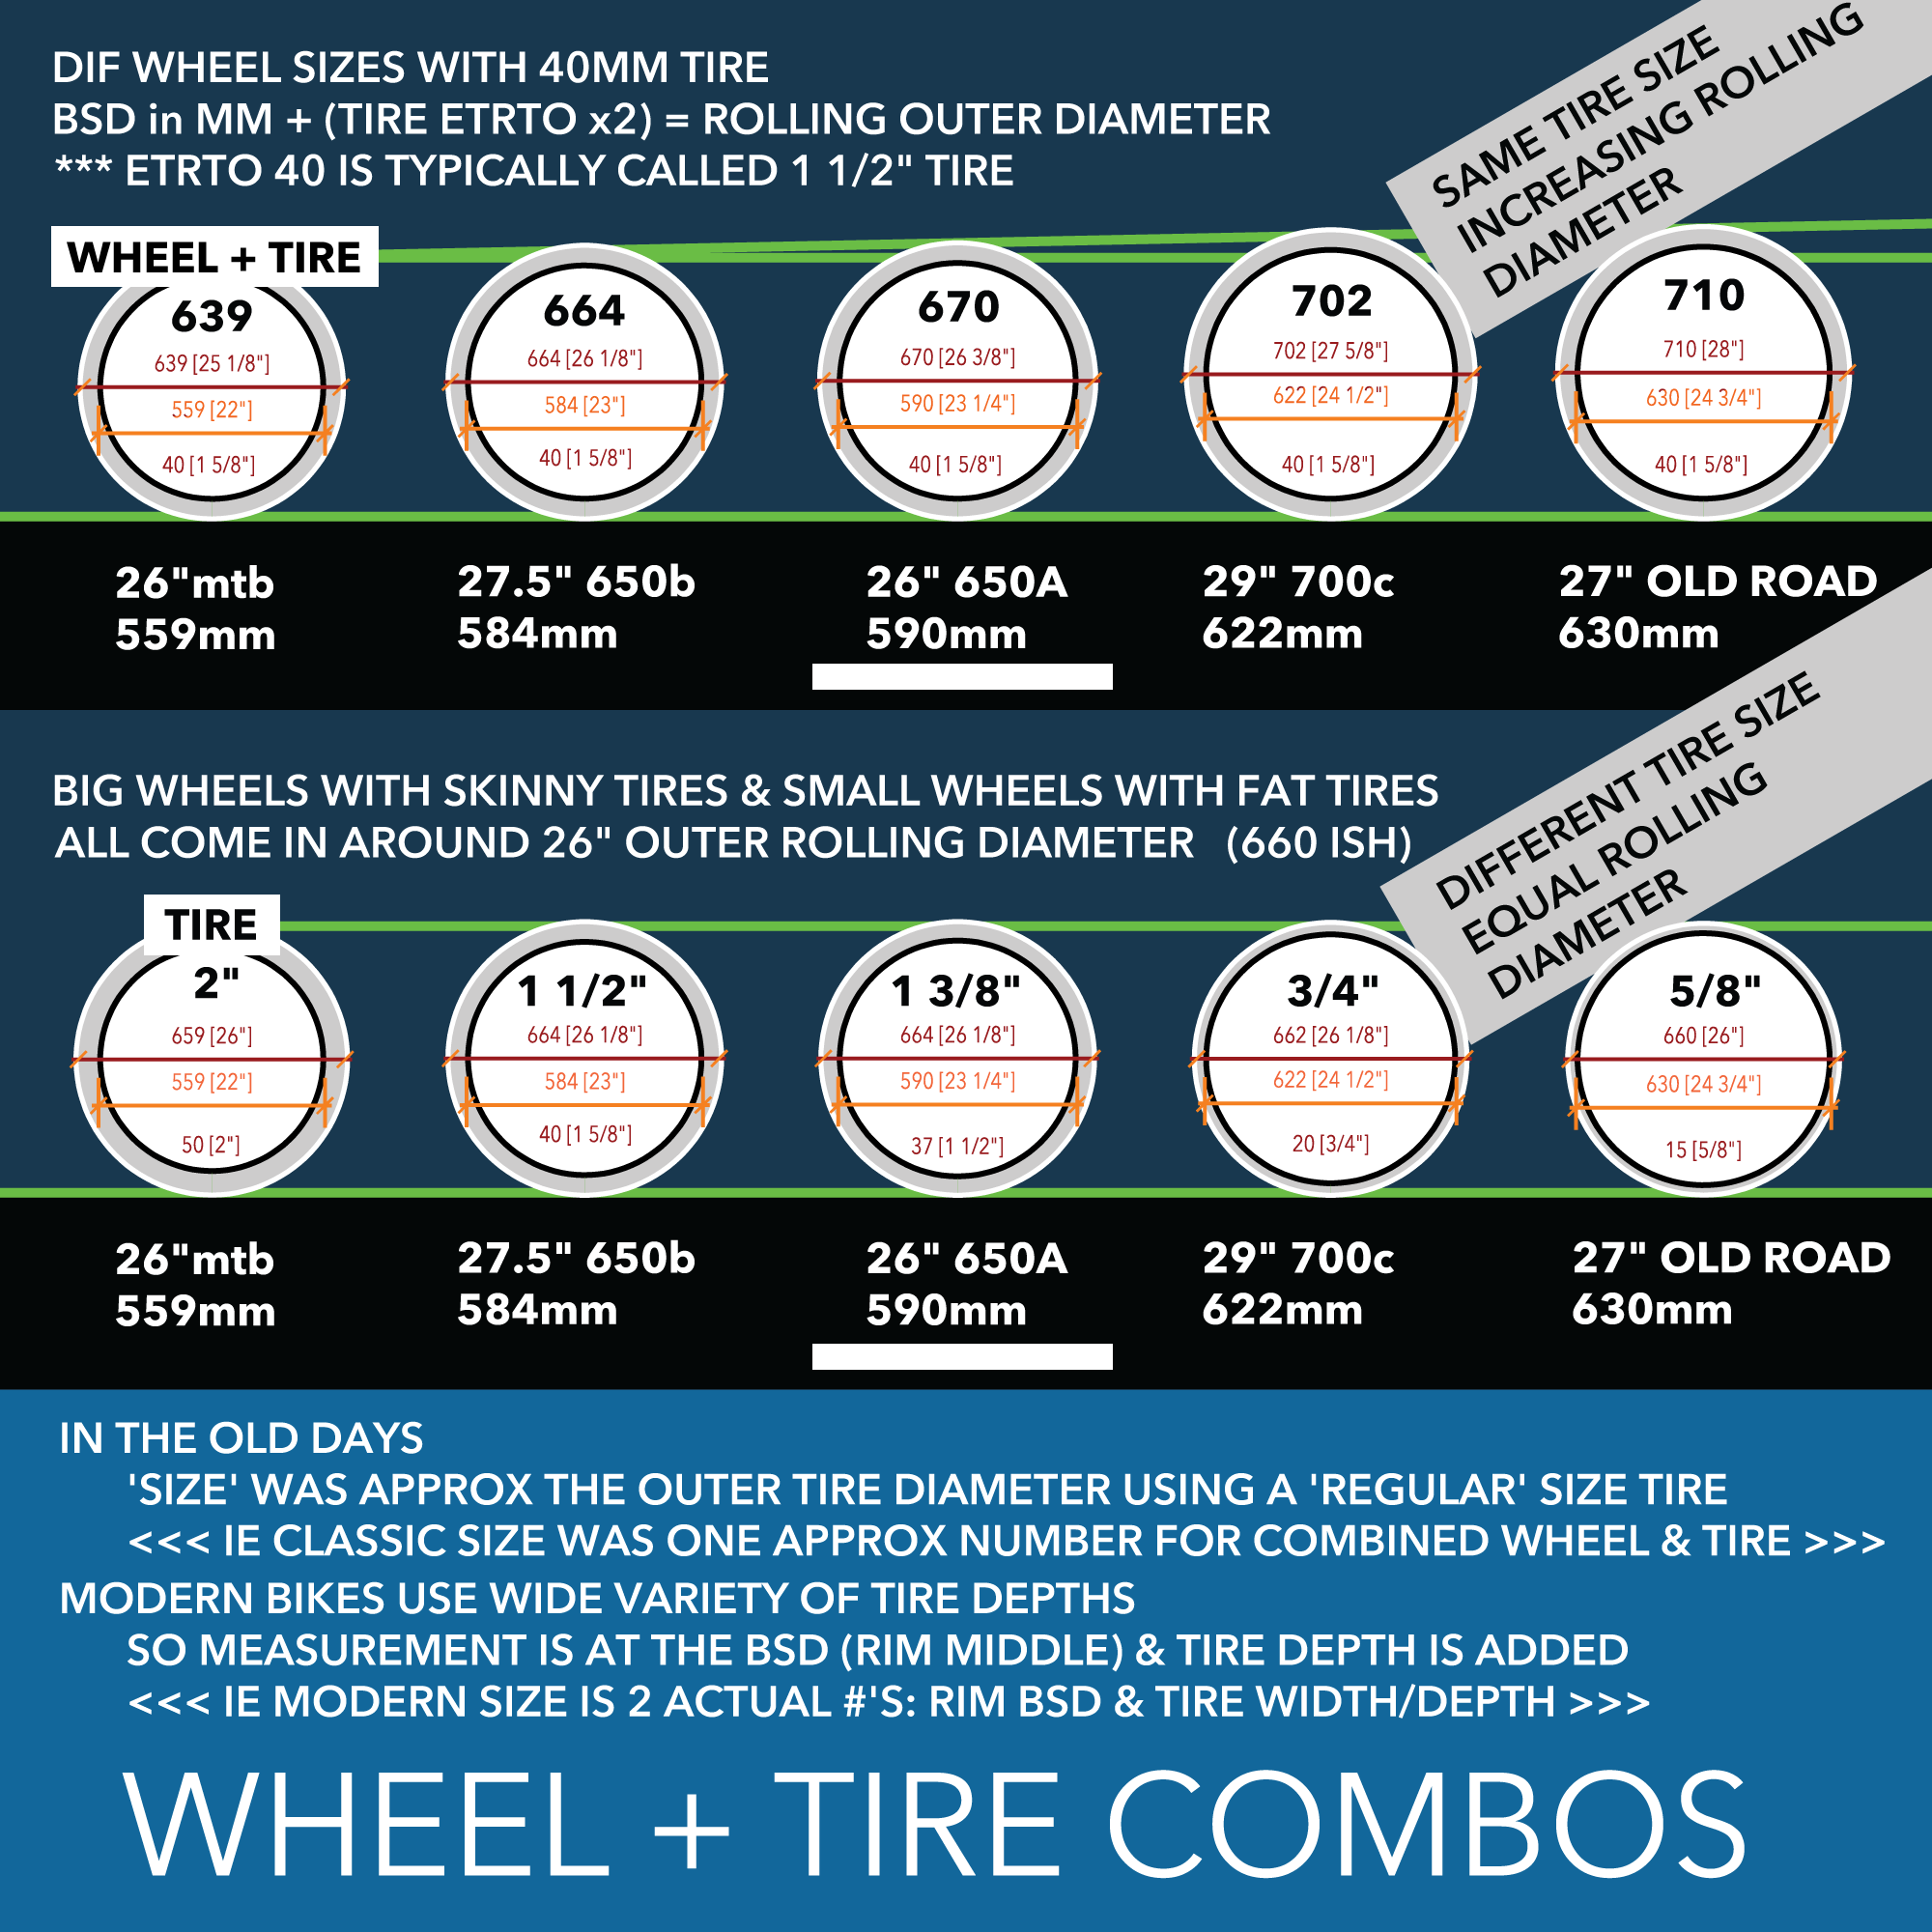 DIF WHEEL SIZES WITH 40MM TIRE
BSD in MM + (TIRE ETRTO x2) = ROLLING OUTER DIAMETER
*** ETRTO 40 IS TYPICALLY CALLED 1 1/2" TIRE
SAME TIRE SIZE
INCREASING ROLLING
DIAMETER
WHEEL + TIRE
639
639 [25 1/8"]
559 [22"]
40 [1 5/8"]
664
664 [26 1/8"]
584 [23"]
40 [1 5/8"]
670
670 [26 3/8"]
590 [23 1/4"]
40 [1 5/8"]
702
702 [27 5/8"]
622 [24 1/2"]
40 [1 5/8"]
710
710 [28"]
630 [24 3/4"]
40 [1 5/8"]
26"mtb
559mm
27.5" 650b
584mm
26" 650A
590mm
29" 700c
622mm
27" OLD ROAD
630mm
BIG WHEELS WITH SKINNY TIRES & SMALL WHEELS WITH FAT TIRES
ALL COME IN AROUND 26" OUTER ROLLING DIAMETER (660 ISH)
DIFFERENT TIRE SIZE
EQUAL ROLLING
DIAMETER
TIRE
2"
659 [26"]
559 [22"]
50 [2"]
1 1/2"
664 [26 1/8"]
584 [23"]
40 [1 5/8"]
1 3/8"
664 [26 1/8"]
590 [23 1/4"]
37 [1 1/2"]
3/4"
662 [26 1/8"]
622 [24 1/2"]
20 [3/4"]
5/8"
660 [26"]
630 [24 3/4"]
15 [5/8"]
26"mtb
559mm
27.5" 650b
584mm
26" 650A
590mm
29" 700c
622mm
27" OLD ROAD
630mm
IN THE OLD DAYS
'SIZE' WAS APPROX THE OUTER TIRE DIAMETER USING A 'REGULAR' SIZE TIRE
<<< IE CLASSIC SIZE WAS ONE APPROX NUMBER FOR COMBINED WHEEL & TIRE >>>
MODERN BIKES USE WIDE VARIETY OF TIRE DEPTHS
SO MEASUREMENT IS AT THE BSD (RIM MIDDLE) & TIRE DEPTH IS ADDED
<<< IE MODERN SIZE IS 2 ACTUAL #'S: RIM BSD & TIRE WIDTH/DEPTH >>>
WHEEL + TIRE COMBOS